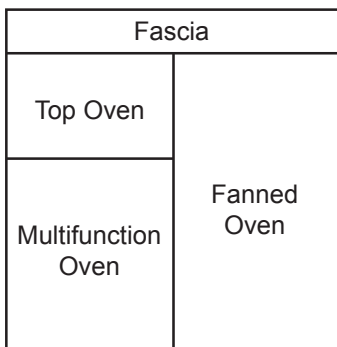 Fascia
Top Oven
Multifunction
Oven
Fanned
Oven